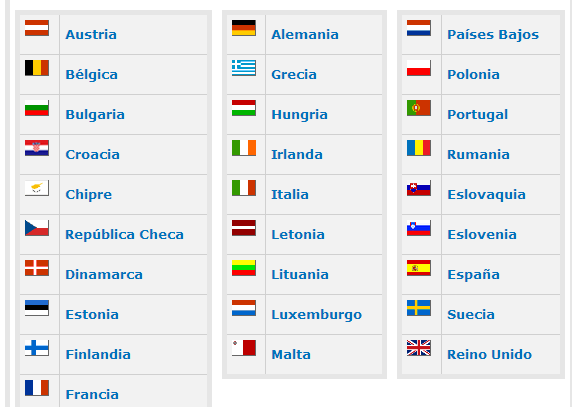 Austria
Bélgica
Bulgaria
Croacia
Chipre
República Checa
Dinamarca
Estonia
Finlandia
Francia
Alemania
Grecia
Hungria
Irlanda
Italia
Letonia
Lituania
Luxemburgo
Malta
Países Bajos
Polonia
Portugal
Rumania
Eslovaquia
Eslovenia
España
Suecia
Reino Unido